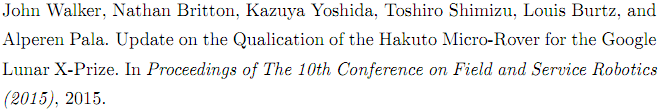 John Walker, Nathan Britton, Kazuya Yoshida, Toshiro Shimizu, Louis Burtz, and
Alperen Pala. Update on the Qualication of the Hakuto Micro-Rover for the Google
Lunar X-Prize. In Proceedings of The 10th Conference on Field and Service Robotics
(2015), 2015.